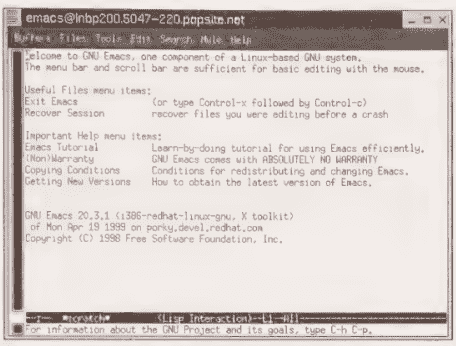 emacs@lnbp200.5047-220.popsite.net
Buffers Files Tools Edit Search Mule Help
Welcome to GNU Emacs, one component of a Linux-based GNU system.
The menu bar and scroll bar are sufficient for basic editing with the mouse.
Useful Files menu items:
Exit Emacs (or type Control-x followed by Control-c)
Recover Session recover files you were editing before a crash
Important Help menu items:
Emacs Tutorial Learn-by-doing tutorial for using Emacs efficiently.
(Non)Warranty GNU Emacs comes with ABSOLUTELY NO WARRANTY
Copying Conditions Conditions for redistributing and changing Emacs.
Getting New Versions How to obtain the latest version of Emacs.
GNU Emacs 20.3.1 (i386-redhat-linux-gnu, X toolkit)
of Mon Apr 19 1999 on porky.devel.redhat.com
Copyright (C) 1998 Free Software Foundation, Inc.
*scratch* (Lisp Interaction)--L1--All
For information about the GNU Project and its goals, type C-h C-p.